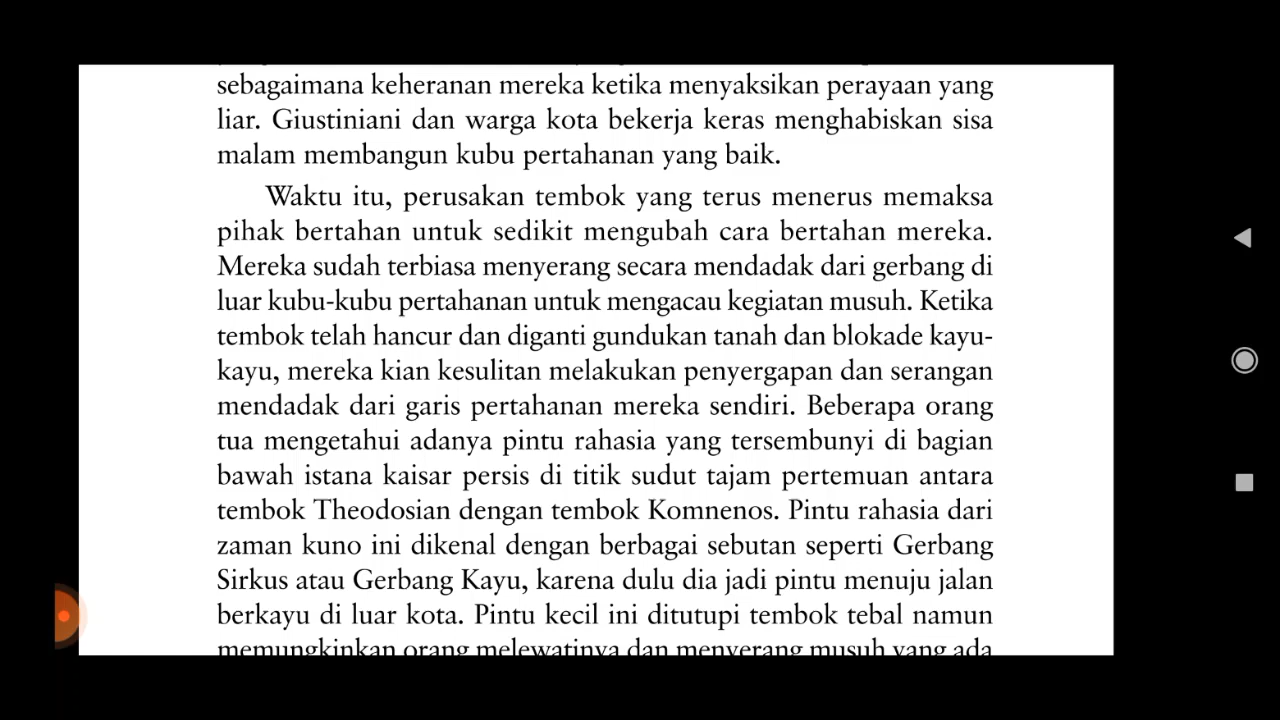 sebagaimana keheranan mereka ketika menyaksikan perayaan yang
liar. Giustiniani dan warga kota bekerja keras menghabiskan sisa
malam membangun kubu pertahanan yang baik.
Waktu itu, perusakan tembok yang terus menerus memaksa
pihak bertahan untuk sedikit mengubah cara bertahan mereka.
Mereka sudah terbiasa menyerang secara mendadak dari gerbang di
luar kubu-kubu pertahanan untuk mengacau kegiatan musuh. Ketika
tembok telah hancur dan diganti gundukan tanah dan blokade kayu-
kayu, mereka kian kesulitan melakukan penyergapan dan serangan
mendadak dari garis pertahanan mereka sendiri. Beberapa orang
tua mengetahui adanya pintu rahasia yang tersembunyi di bagian
bawah istana kaisar persis di titik sudut tajam pertemuan antara
tembok Theodosian dengan tembok Komnenos. Pintu rahasia dari
zaman kuno ini dikenal dengan berbagai sebutan seperti Gerbang
Sirkus atau Gerbang Kayu, karena dulu dia jadi pintu menuju jalan
berkayu di luar kota. Pintu kecil ini ditutupi tembok tebal namun
memungkinkan orang melewatinya dan menyerang musuh yang ada